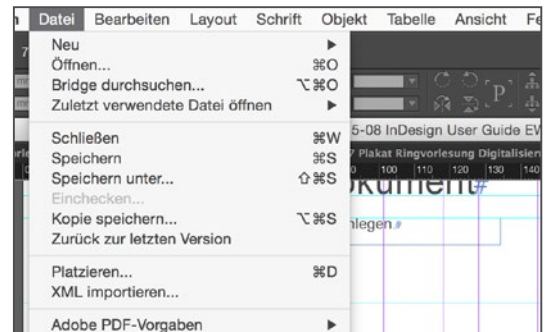 Datei Bearbeiten Layout Schrift Objekt Tabelle Ansicht
Neu
Öffnen... ⌘O
Bridge durchsuchen... ⌥⌘O
Zuletzt verwendete Datei öffnen
Schließen ⌘W
Speichern ⌘S
Speichern unter... ⇧⌘S
Einchecken...
Kopie speichern... ⌥⌘S
Zurück zur letzten Version
Platzieren... ⌘D
XML importieren...
Adobe PDF-Vorgaben
5-08 InDesign User Guide
7 Plakat Ringvorlesung
100 110 120 130 140
okument#
nlegen.#